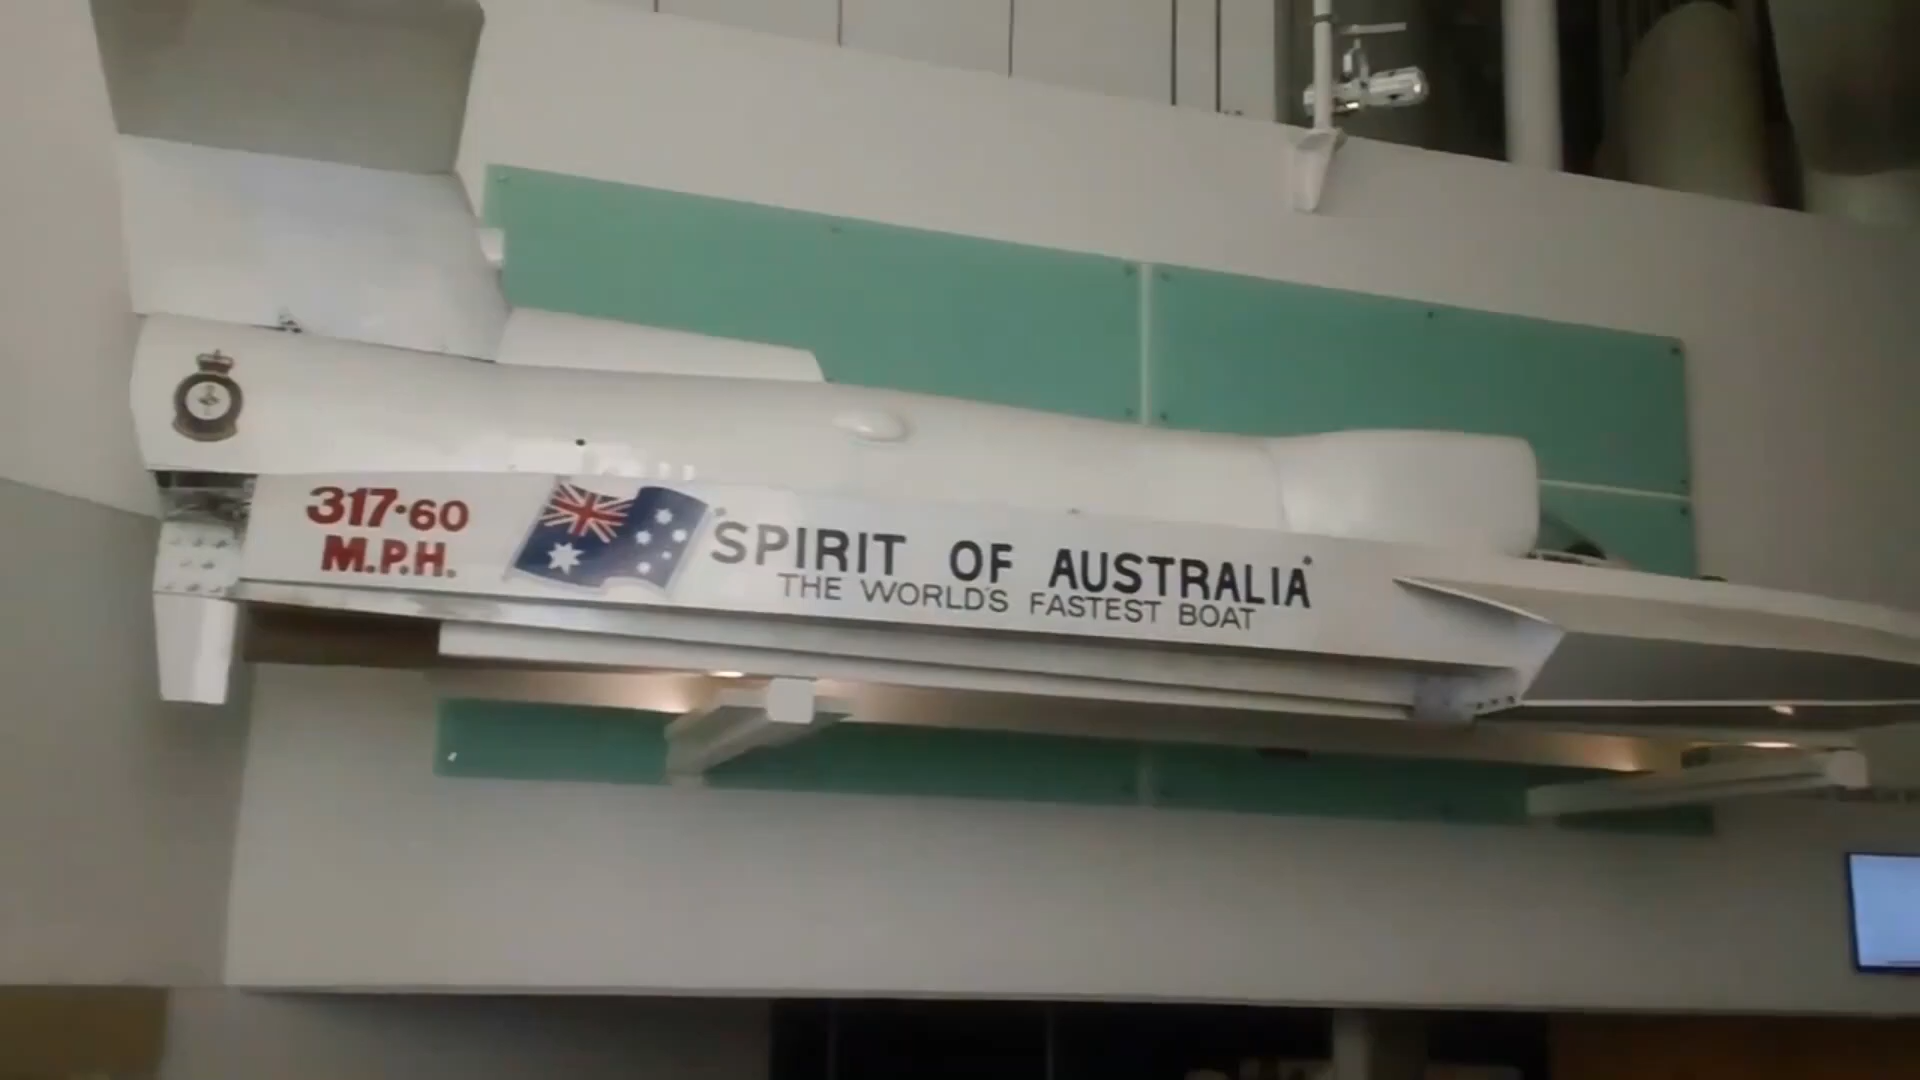 317·60
M.P.H.
"SPIRIT OF AUSTRALIA"
THE WORLD'S FASTEST BOAT